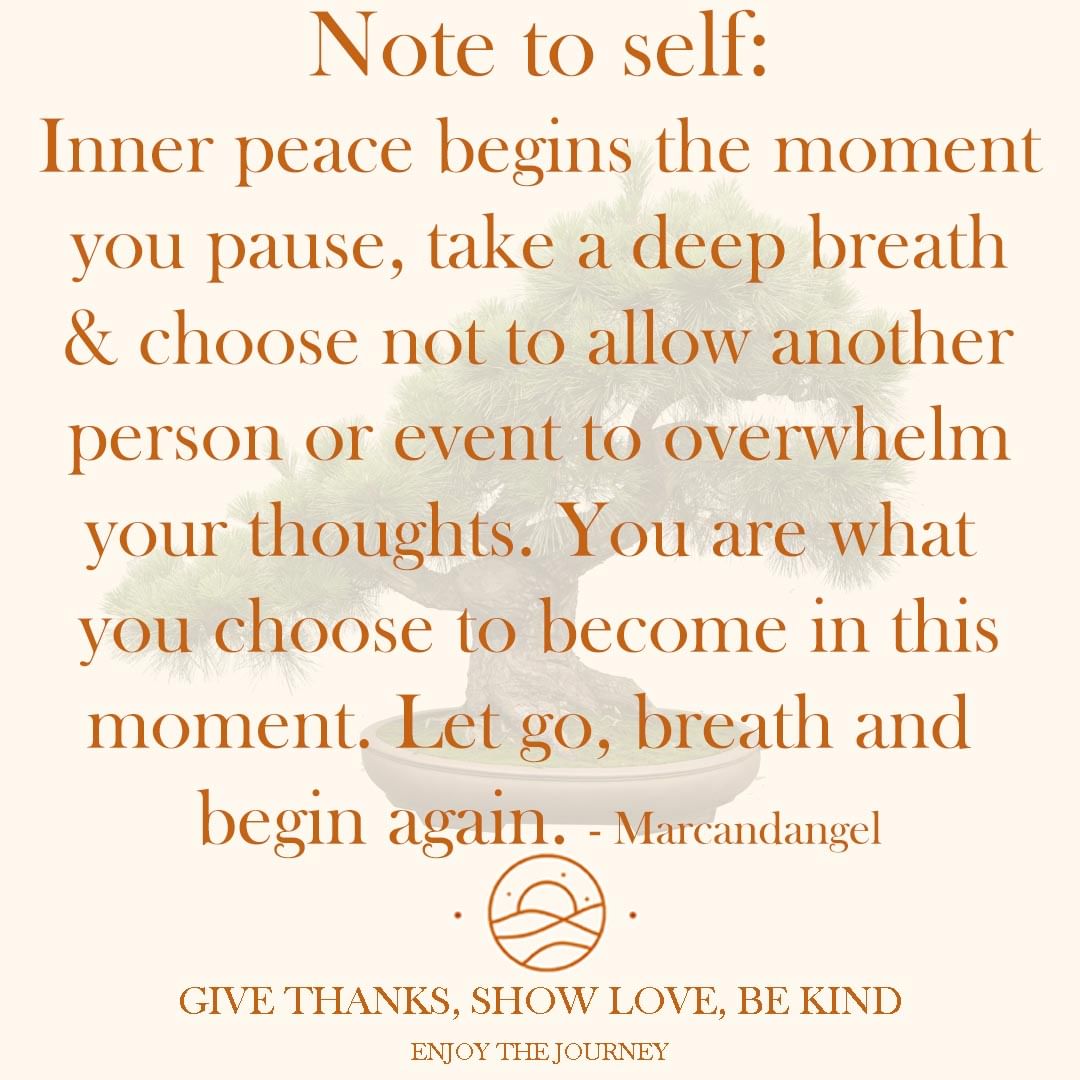 Note to self:
Inner peace begins the moment
you pause, take a deep breath
& choose not to allow another
person or event to overwhelm
your thoughts. You are what
you choose to become in this
moment. Let go, breath and
begin again. - Marcandangel
GIVE THANKS, SHOW LOVE, BE KIND
ENJOY THE JOURNEY